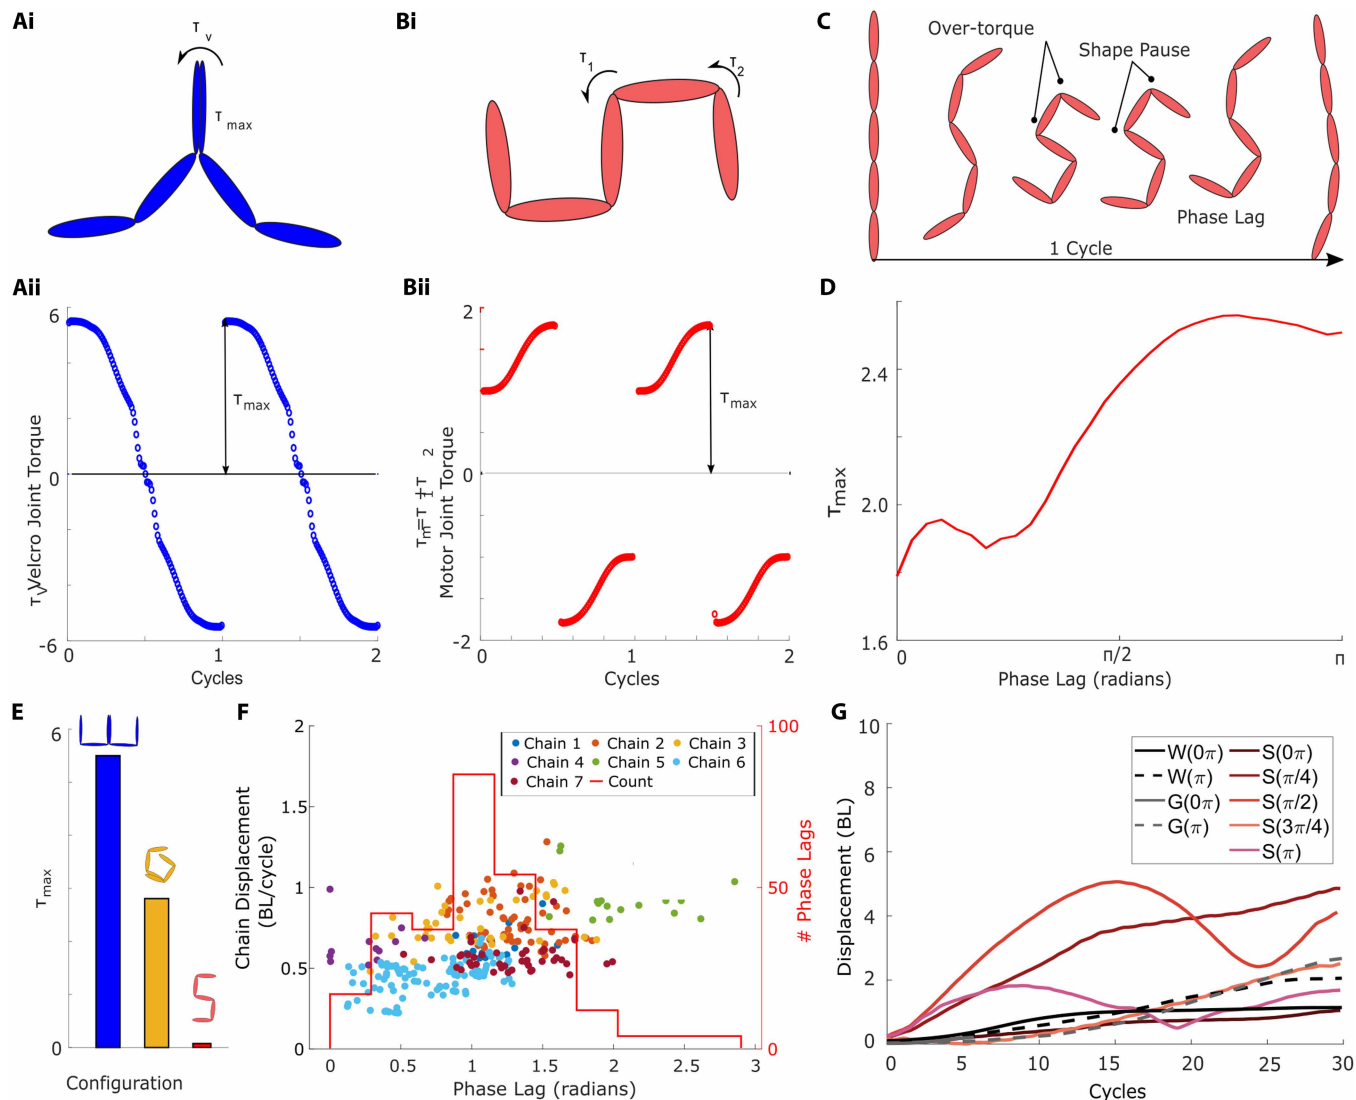 Ai
τ v
τ max
Bi
τ1
τ2
C
Over-torque
Shape Pause
Phase Lag
1 Cycle
Aii
6
0
-6
τ V Velcro Joint Torque
τmax
0
1
2
Cycles
Bii
2
0
-2
τ m=τ 1+τ 2
Motor Joint Torque
τmax
0
1
2
Cycles
D
2.4
2.0
1.6
τmax
0
π/2
π
Phase Lag (radians)
E
6
0
τmax
Configuration
F
2
1.5
1
0.5
0
Chain Displacement
(BL/cycle)
Chain 1
Chain 2
Chain 3
Chain 4
Chain 5
Chain 6
Chain 7
Count
100
50
0
# Phase Lags
0
0.5
1
1.5
2
2.5
3
Phase Lag (radians)
G
10
8
6
4
2
0
Displacement (BL)
W(0π)
W(π)
G(0π)
G(π)
S(0π)
S(π/4)
S(π/2)
S(3π/4)
S(π)
0
5
10
15
20
25
30
Cycles